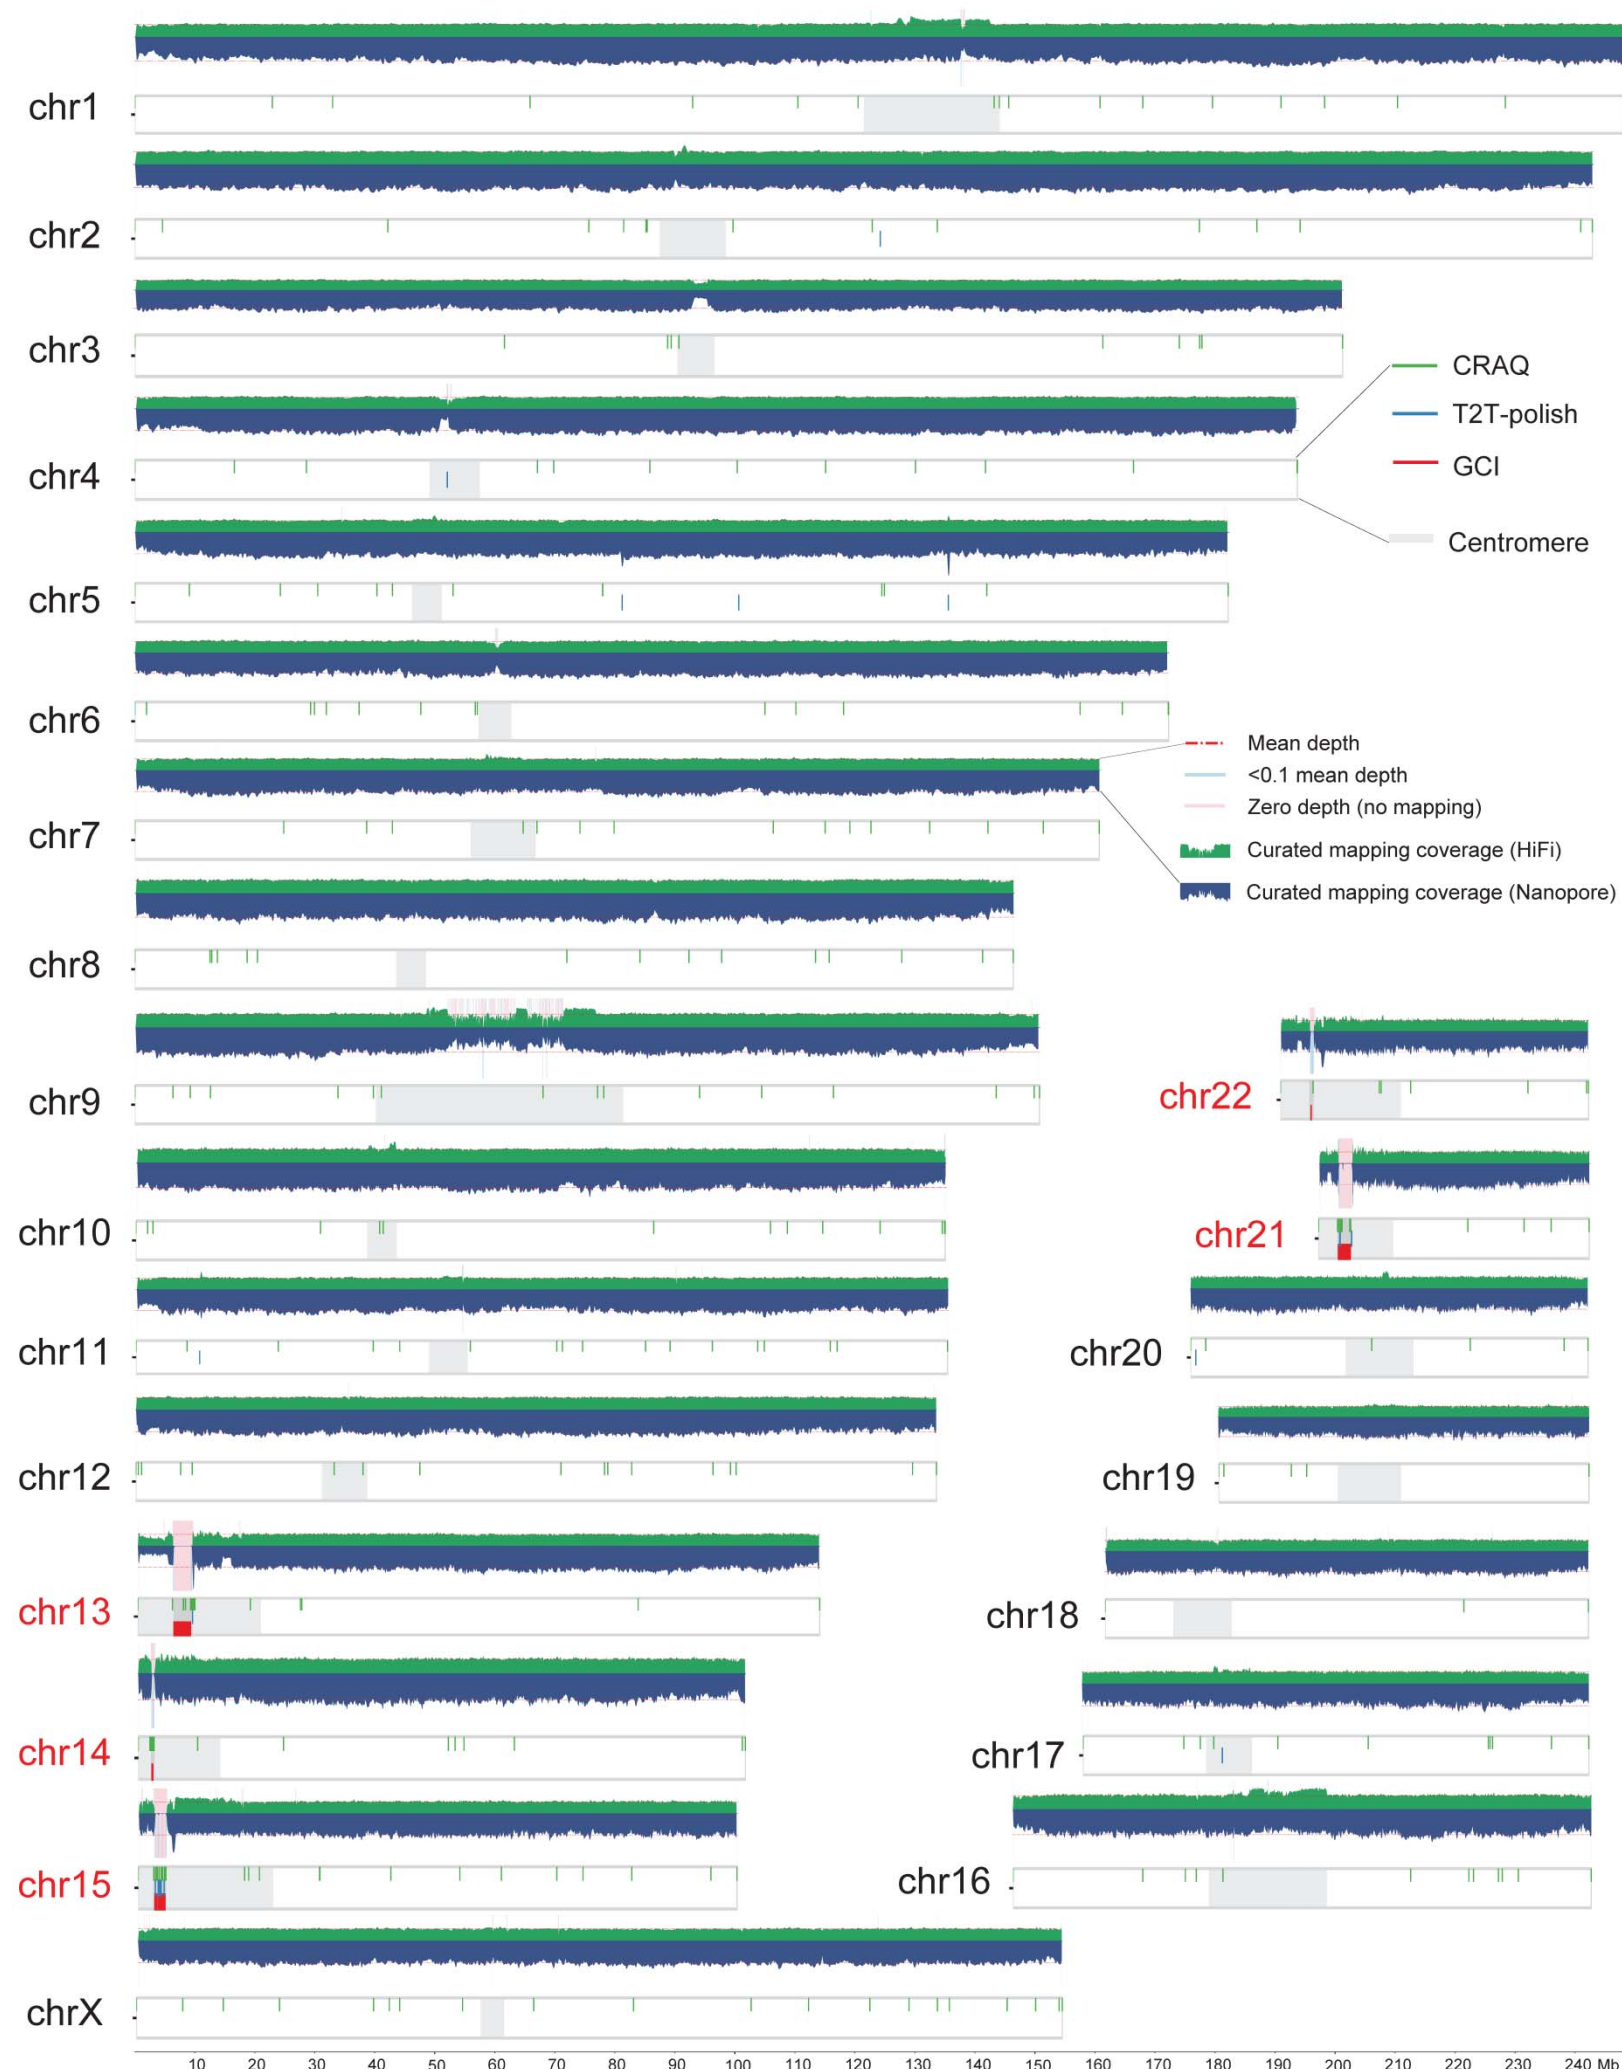 chr1
chr2
chr3
CRAQ
T2T-polish
GCI
chr4
Centromere
chr5
chr6
Mean depth
<0.1 mean depth
Zero depth (no mapping)
chr7
Curated mapping coverage (HiFi)
Curated mapping coverage (Nanopore)
chr8
chr9
chr22
chr10
chr21
chr11
chr20
chr12
chr19
chr13
chr18
chr14
chr17
chr15
chr16
chrX
10 20 30 40 50 60 70 80 90 100 110 120 130 140 150 160 170 180 190 200 210 220 230 240 Mb